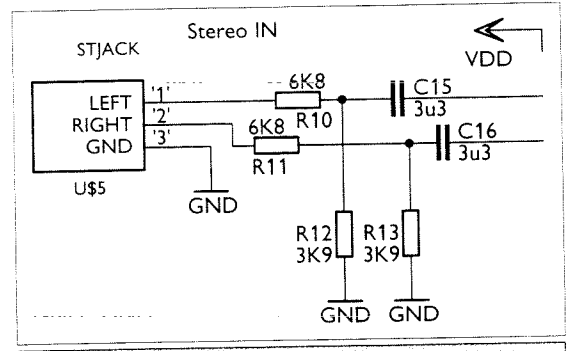 Stereo IN
STJACK
VDD
LEFT '1'
RIGHT '2'
GND '3'
U$5
GND
6K8
R10
6K8
R11
C15
3u3
C16
3u3
R12
3K9
R13
3K9
GND
GND